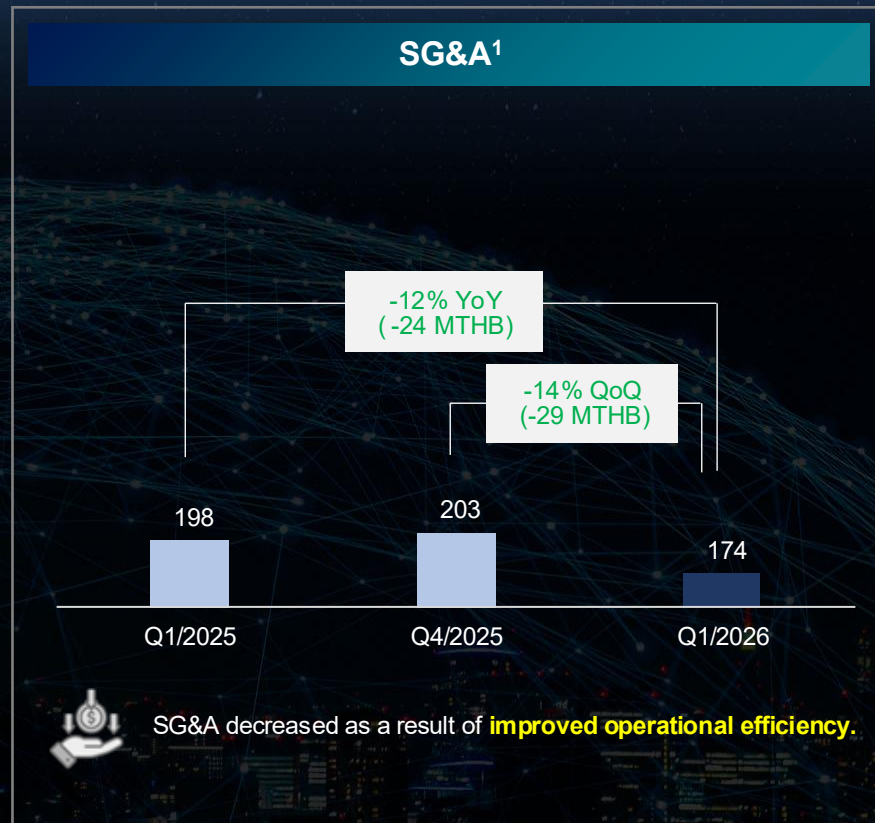 SG&A¹
-12% YoY
( -24 MTHB)
-14% QoQ
(-29 MTHB)
198
203
174
Q1/2025
Q4/2025
Q1/2026
SG&A decreased as a result of improved operational efficiency.